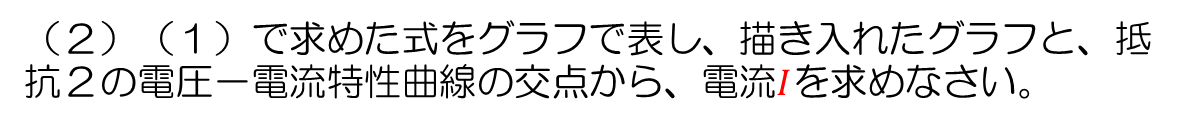 （２）（１）で求めた式をグラフで表し、描き入れたグラフと、抵
抗２の電圧－電流特性曲線の交点から、電流Iを求めなさい。